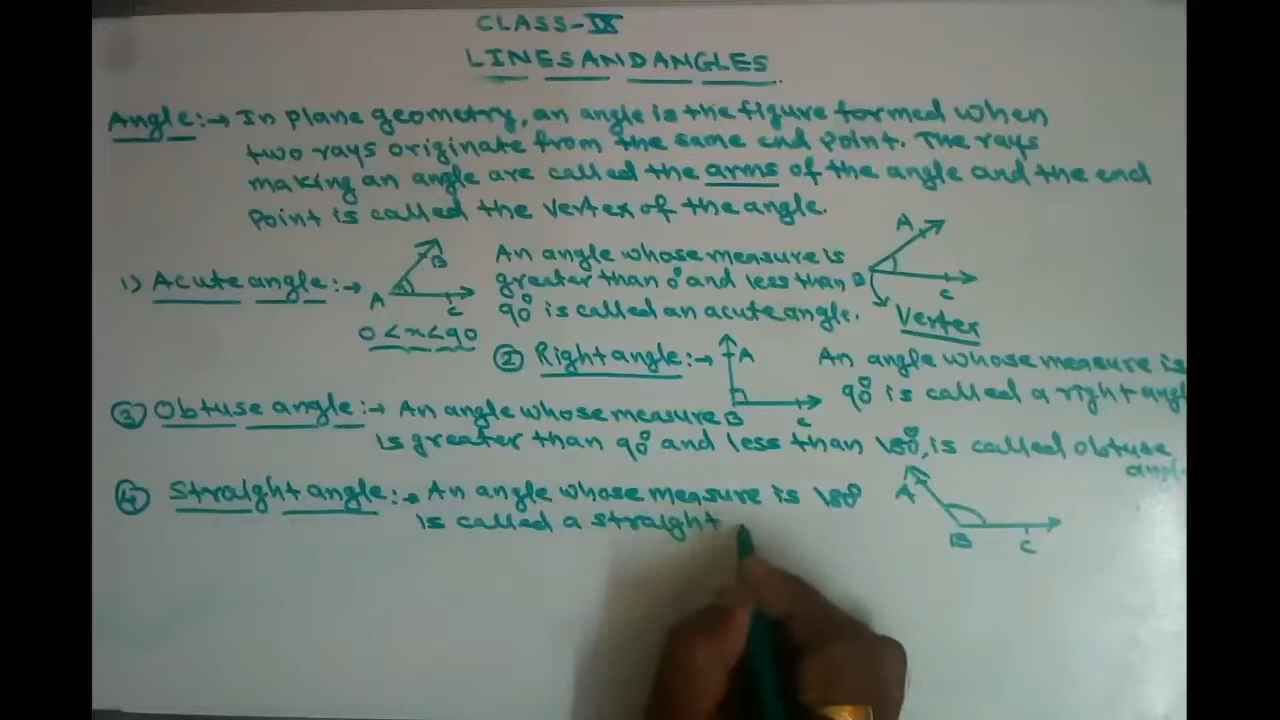 CLASS-IX
LINES AND ANGLES
Angle:→ In plane geometry, an angle is the figure formed when
two rays originate from the same end point. The rays
making an angle are called the arms of the angle and the end
point is called the vertex of the angle.
1) Acute angle:→
B
A
C
0<x<90
An angle whose measure is
greater than 0° and less than
90° is called an acute angle.
A
B
C
Vertex
② Right angle:→
A
B
C
An angle whose measure is
90° is called a right angl
③ Obtuse angle:→ An angle whose measure
is greater than 90° and less than 180°, is called obtuse
angle
④ Straight angle:→ An angle whose measure is 180°
is called a straight
A
B
C